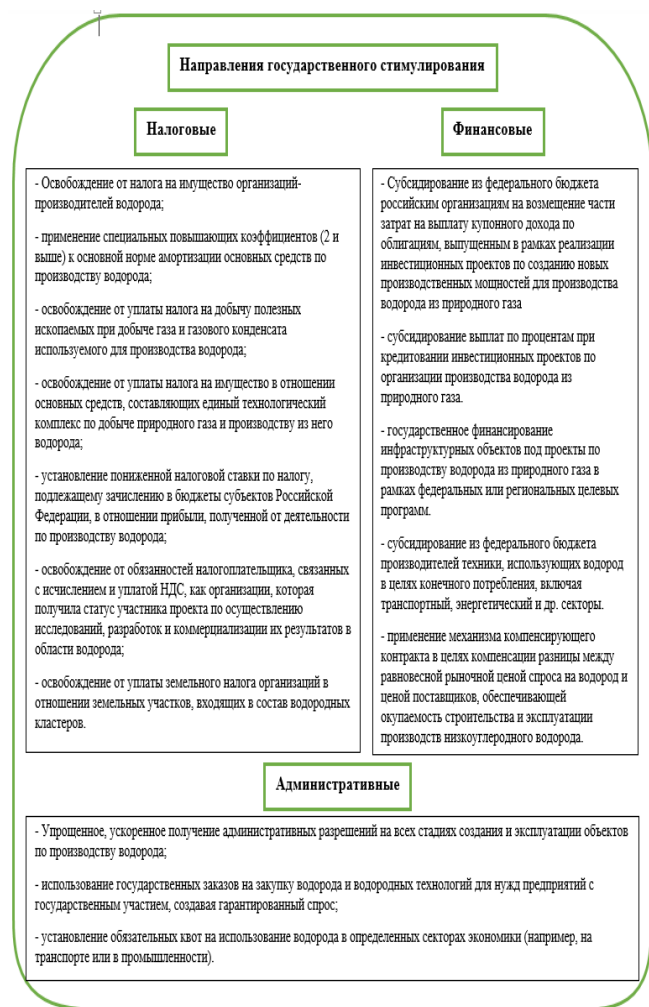 Направления государственного стимулирования
Налоговые
- Освобождение от налога на имущество организаций-
производителей водорода;
- применение специальных повышающих коэффициентов (2 и
выше) к основной норме амортизации основных средств по
производству водорода;
- освобождение от уплаты налога на добычу полезных
ископаемых при добыче газа и газового конденсата
используемого для производства водорода;
- освобождение от уплаты налога на имущество в отношении
основных средств, составляющих единый технологический
комплекс по добыче природного газа и производству из него
водорода;
- установление пониженной налоговой ставки по налогу,
подлежащему зачислению в бюджеты субъектов Российской
Федерации, в отношении прибыли, полученной от деятельности
по производству водорода;
- освобождение от обязанностей налогоплательщика, связанных
с исчислением и уплатой НДС, как организации, которая
получила статус участника проекта по осуществлению
исследований, разработок и коммерциализации их результатов в
области водорода;
- освобождение от уплаты земельного налога организаций в
отношении земельных участков, входящих в состав водородных
кластеров.
Финансовые
- Субсидирование из федерального бюджета
российским организациям на возмещение части
затрат на выплату купонного дохода по
облигациям, выпущенным в рамках реализации
инвестиционных проектов по созданию новых
производственных мощностей для производства
водорода из природного газа
- субсидирование выплат по процентам при
кредитовании инвестиционных проектов по
организации производства водорода из
природного газа.
- государственное финансирование
инфраструктурных объектов под проекты по
производству водорода из природного газа в
рамках федеральных или региональных целевых
программ.
- субсидирование из федерального бюджета
производителей техники, использующих водород
в целях конечного потребления, включая
транспортный, энергетический и др. секторы.
- применение механизма компенсирующего
контракта в целях компенсации разницы между
равновесной рыночной ценой спроса на водород и
ценой поставщиков, обеспечивающей
окупаемость строительства и эксплуатации
производств низкоуглеродного водорода.
Административные
- Упрощенное, ускоренное получение административных разрешений на всех стадиях создания и эксплуатации объектов
по производству водорода;
- использование государственных заказов на закупку водорода и водородных технологий для нужд предприятий с
государственным участием, создавая гарантированный спрос;
- установление обязательных квот на использование водорода в определенных секторах экономики (например, на
транспорте или в промышленности).